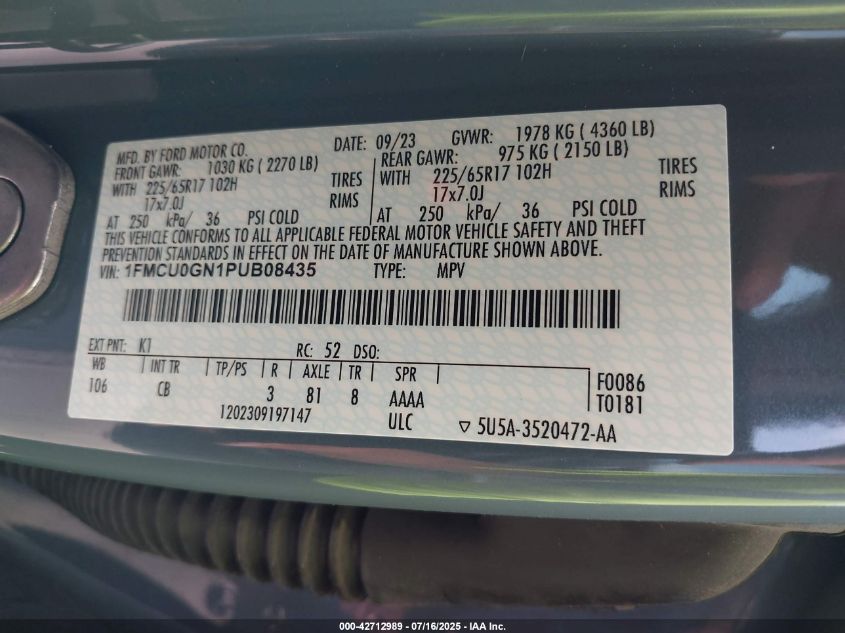 MFD. BY FORD MOTOR CO. DATE: 09/23 GVWR: 1978 KG ( 4360 LB)
FRONT GAWR: 1030 KG ( 2270 LB) REAR GAWR: 975 KG ( 2150 LB)
WITH 225/65R17 102H TIRES WITH 225/65R17 102H TIRES
17x7.0J RIMS 17x7.0J RIMS
AT 250 kPa/ 36 PSI COLD AT 250 kPa/ 36 PSI COLD
THIS VEHICLE CONFORMS TO ALL APPLICABLE FEDERAL MOTOR VEHICLE SAFETY AND THEFT
PREVENTION STANDARDS IN EFFECT ON THE DATE OF MANUFACTURE SHOWN ABOVE.
VIN: 1FMCU0GN1PUB08435 TYPE: MPV
EXT PNT: K1 RC: 52 DSO:
WB INT TR TP/PS R AXLE TR SPR
106 CB 3 81 8 AAAA F0086
1202309197147 ULC T0181
▽ 5U5A-3520472-AA
000-42712989 - 07/16/2025 - IAA Inc.